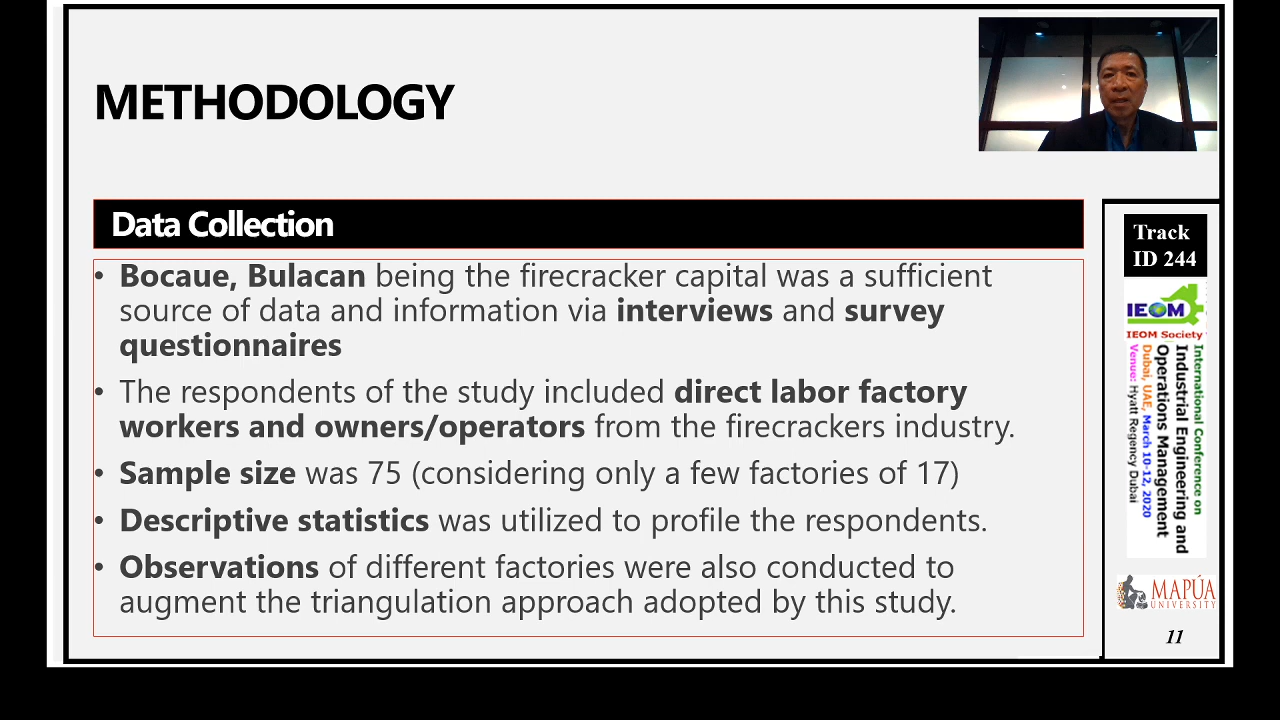 METHODOLOGY
Data Collection
• Bocaue, Bulacan being the firecracker capital was a sufficient
source of data and information via interviews and survey
questionnaires
• The respondents of the study included direct labor factory
workers and owners/operators from the firecrackers industry.
• Sample size was 75 (considering only a few factories of 17)
• Descriptive statistics was utilized to profile the respondents.
• Observations of different factories were also conducted to
augment the triangulation approach adopted by this study.
Track
ID 244
IEOM
IEOM Society
International Conference on
Industrial Engineering and
Operations Management
Dubai, UAE, March 10-12, 2020
Venue: Hyatt Regency Dubai
MAPÚA
UNIVERSITY
11